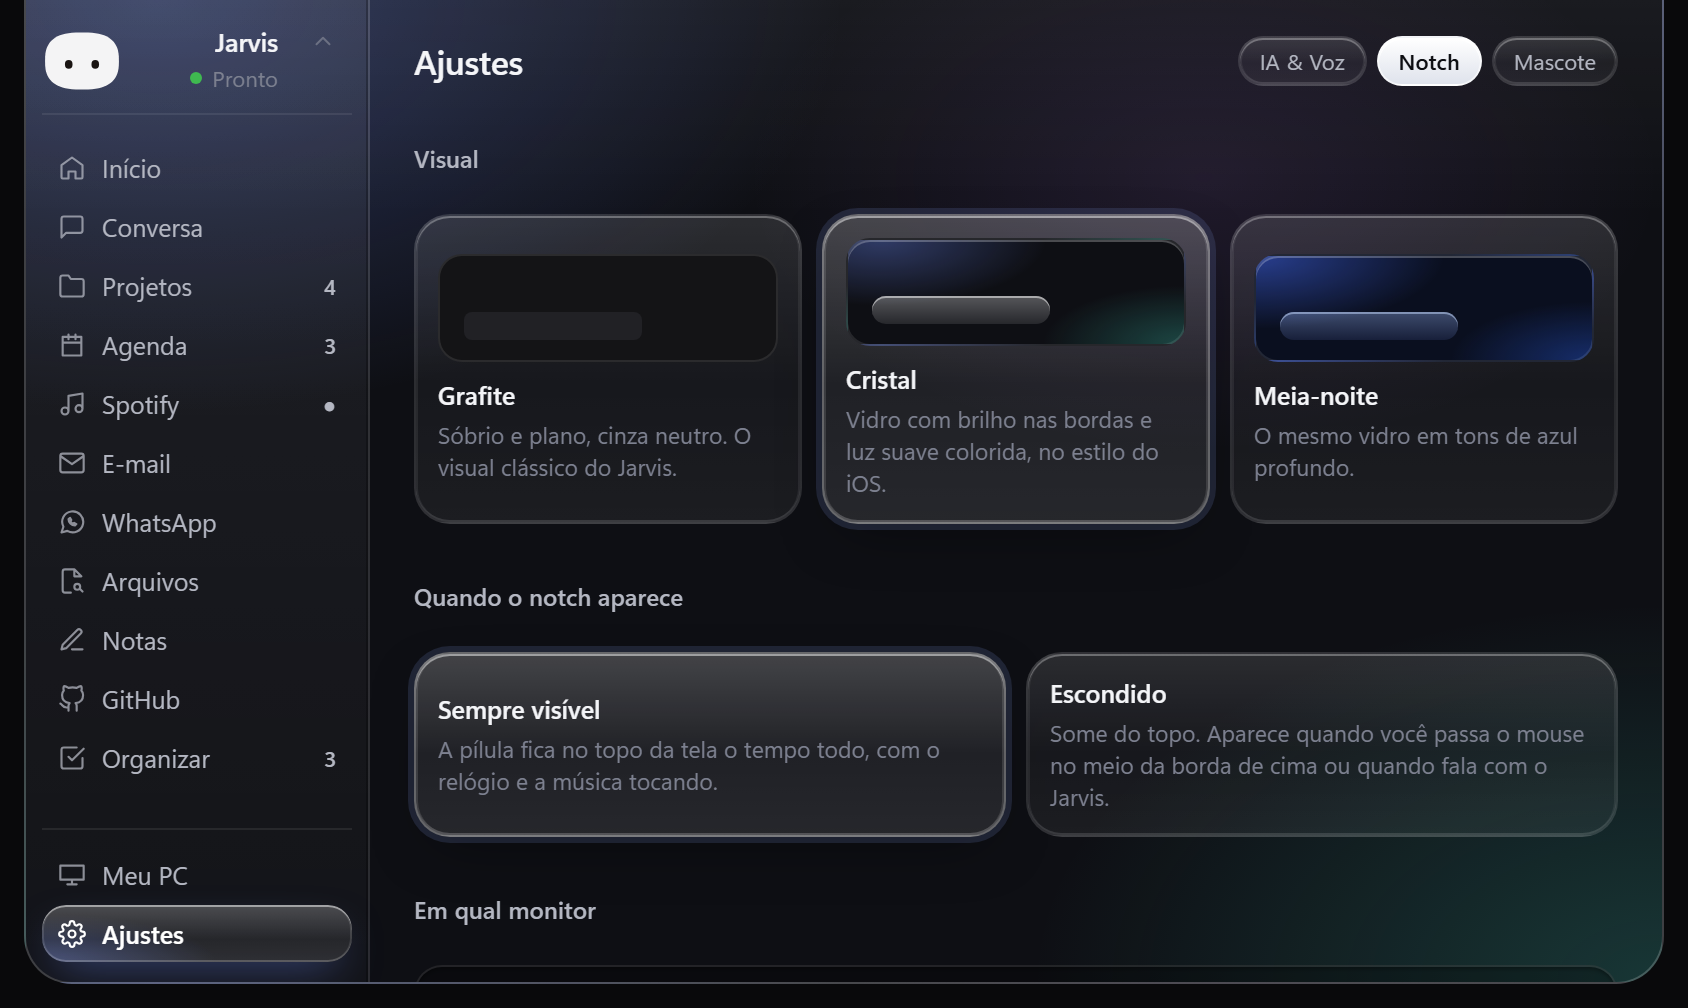 Jarvis
Pronto
Início
Conversa
Projetos 4
Agenda 3
Spotify
E-mail
WhatsApp
Arquivos
Notas
GitHub
Organizar 3
Meu PC
Ajustes
Ajustes
IA & Voz
Notch
Mascote
Visual
Grafite
Sóbrio e plano, cinza neutro. O
visual clássico do Jarvis.
Cristal
Vidro com brilho nas bordas e
luz suave colorida, no estilo do
iOS.
Meia-noite
O mesmo vidro em tons de azul
profundo.
Quando o notch aparece
Sempre visível
A pílula fica no topo da tela o tempo todo, com o
relógio e a música tocando.
Escondido
Some do topo. Aparece quando você passa o mouse
no meio da borda de cima ou quando fala com o
Jarvis.
Em qual monitor